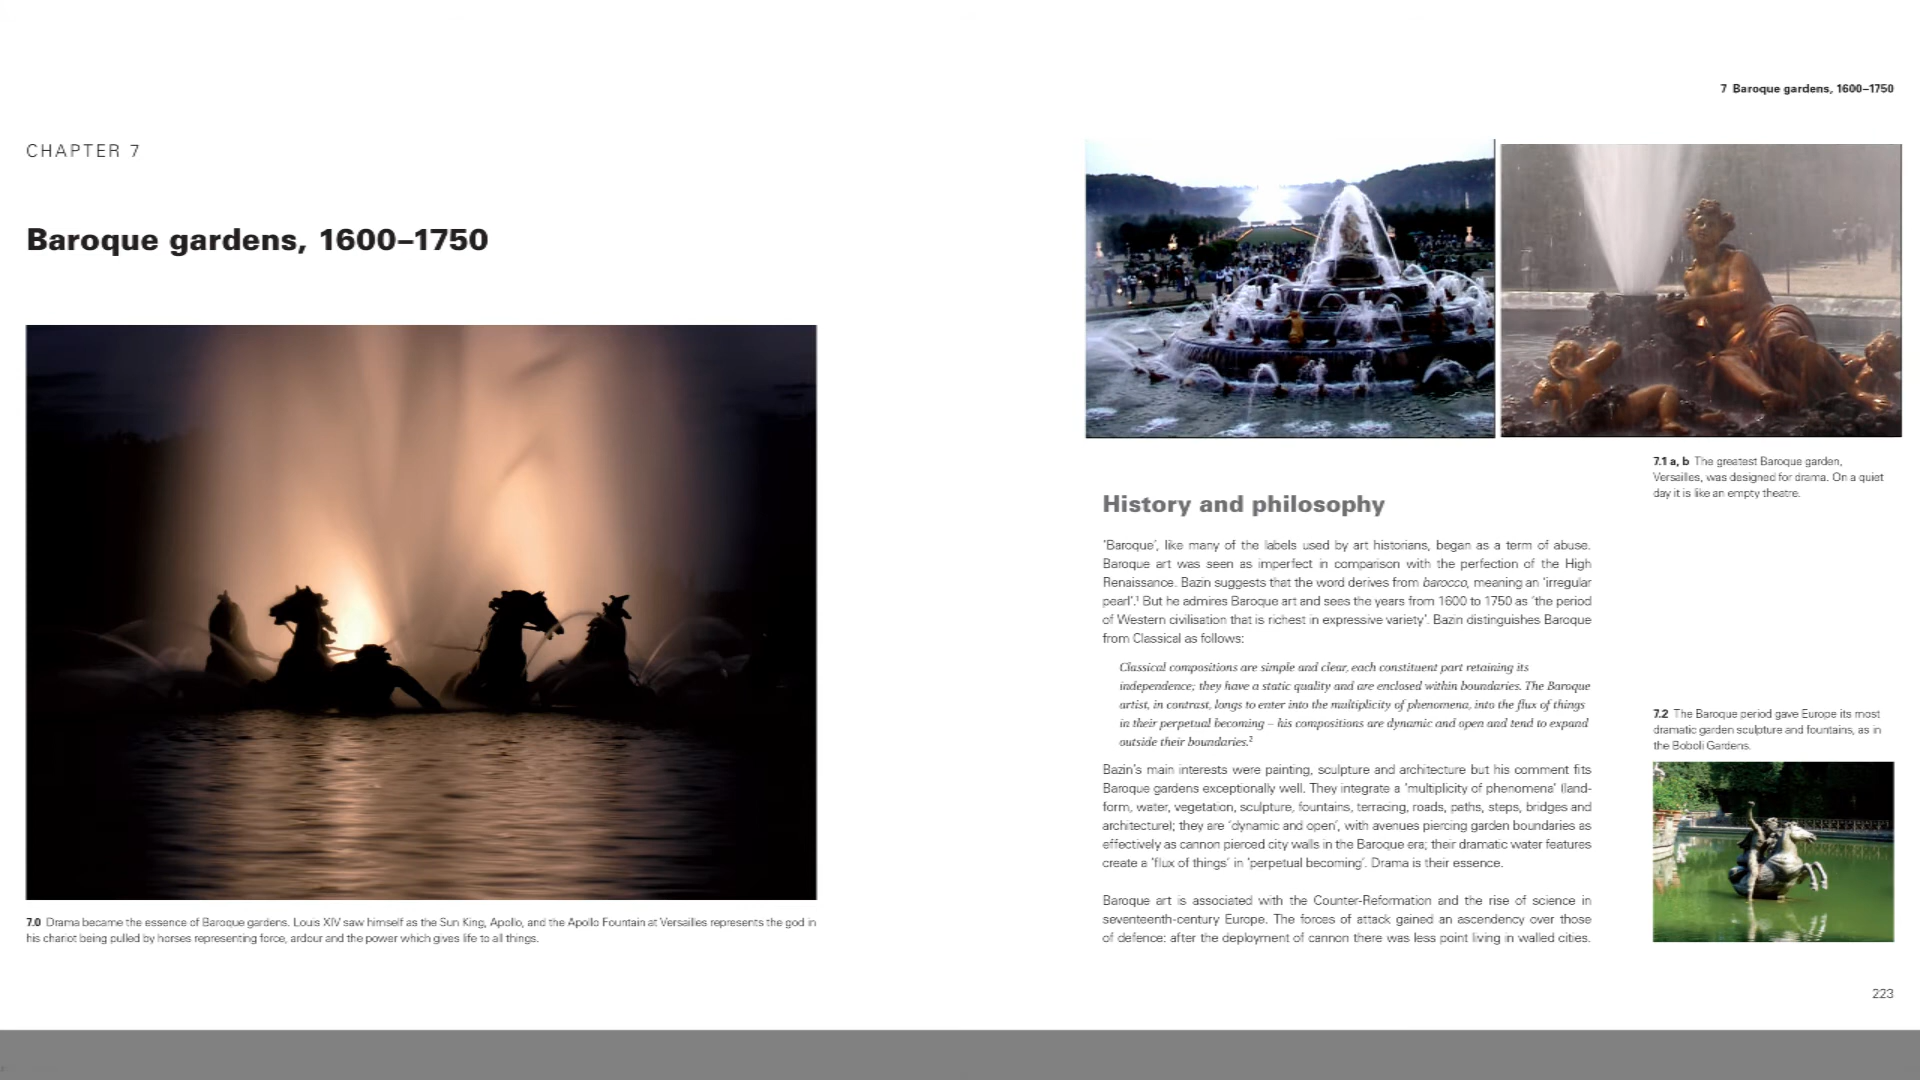 CHAPTER 7
Baroque gardens, 1600–1750
7.0 Drama became the essence of Baroque gardens. Louis XIV saw himself as the Sun King, Apollo, and the Apollo Fountain at Versailles represents the god in
his chariot being pulled by horses representing force, ardour and the power which gives life to all things.
7 Baroque gardens, 1600–1750
7.1 a, b The greatest Baroque garden,
Versailles, was designed for drama. On a quiet
day it is like an empty theatre.
History and philosophy
'Baroque', like many of the labels used by art historians, began as a term of abuse.
Baroque art was seen as imperfect in comparison with the perfection of the High
Renaissance. Bazin suggests that the word derives from barocco, meaning an 'irregular
pearl'.¹ But he admires Baroque art and sees the years from 1600 to 1750 as 'the period
of Western civilisation that is richest in expressive variety'. Bazin distinguishes Baroque
from Classical as follows:
Classical compositions are simple and clear, each constituent part retaining its
independence; they have a static quality and are enclosed within boundaries. The Baroque
artist, in contrast, longs to enter into the multiplicity of phenomena, into the flux of things
in their perpetual becoming – his compositions are dynamic and open and tend to expand
outside their boundaries.²
Bazin's main interests were painting, sculpture and architecture but his comment fits
Baroque gardens exceptionally well. They integrate a 'multiplicity of phenomena' (land-
form, water, vegetation, sculpture, fountains, terracing, roads, paths, steps, bridges and
architecture); they are 'dynamic and open', with avenues piercing garden boundaries as
effectively as cannon pierced city walls in the Baroque era; their dramatic water features
create a 'flux of things' in 'perpetual becoming'. Drama is their essence.
Baroque art is associated with the Counter-Reformation and the rise of science in
seventeenth-century Europe. The forces of attack gained an ascendency over those
of defence: after the deployment of cannon there was less point living in walled cities.
7.2 The Baroque period gave Europe its most
dramatic garden sculpture and fountains, as in
the Boboli Gardens.
223